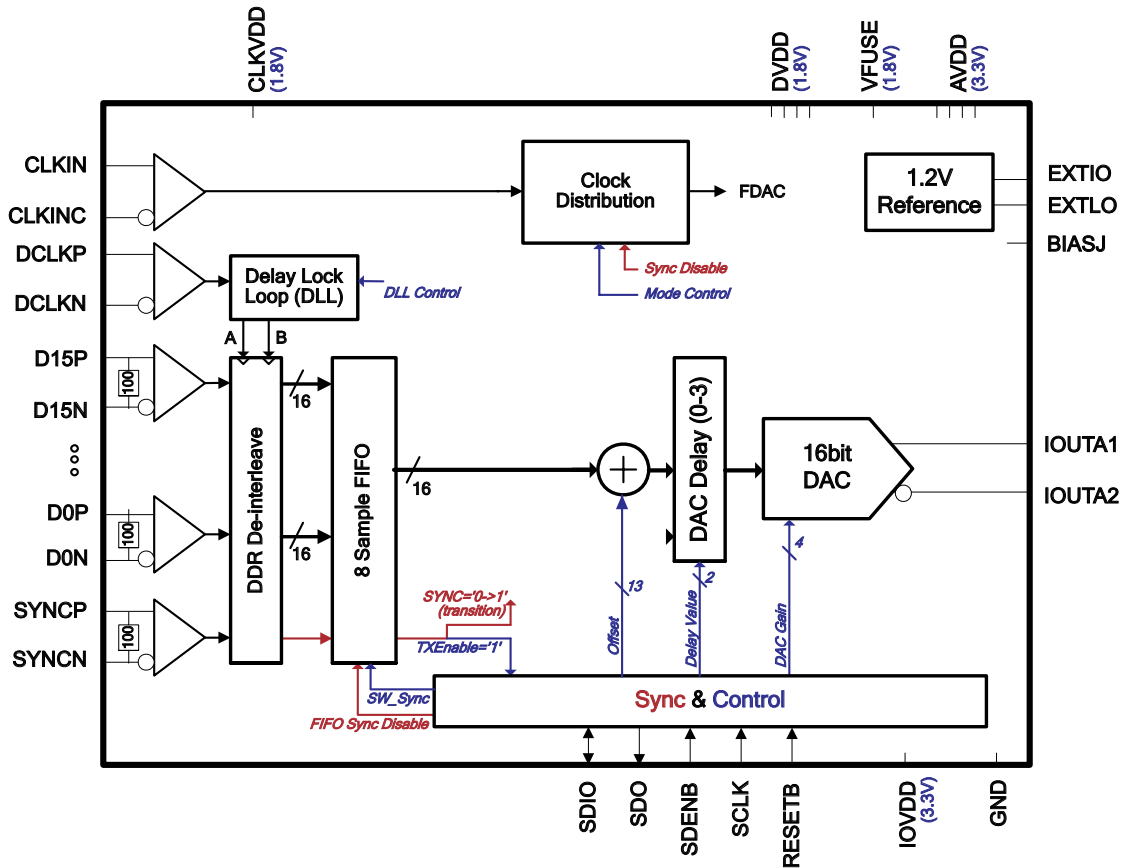 CLKVDD
(1.8V)
DVDD
(1.8V)
VFUSE
(1.8V)
AVDD
(3.3V)
CLKIN
CLKINC
Clock
Distribution
FDAC
1.2V
Reference
EXTIO
EXTLO
BIASJ
Sync Disable
Mode Control
DCLKP
DCLKN
Delay Lock
Loop (DLL)
DLL Control
A
B
D15P
100
D15N
DDR De-interleave
16
8 Sample FIFO
16
DAC Delay (0-3)
16bit
DAC
IOUTA1
IOUTA2
D0P
100
D0N
16
SYNCP
100
SYNCN
SYNC='0->1'
(transition)
TXEnable='1'
13
Offset
2
Delay Value
4
DAC Gain
SW_Sync
FIFO Sync Disable
Sync & Control
SDIO
SDO
SDENB
SCLK
RESETB
IOVDD
(3.3V)
GND